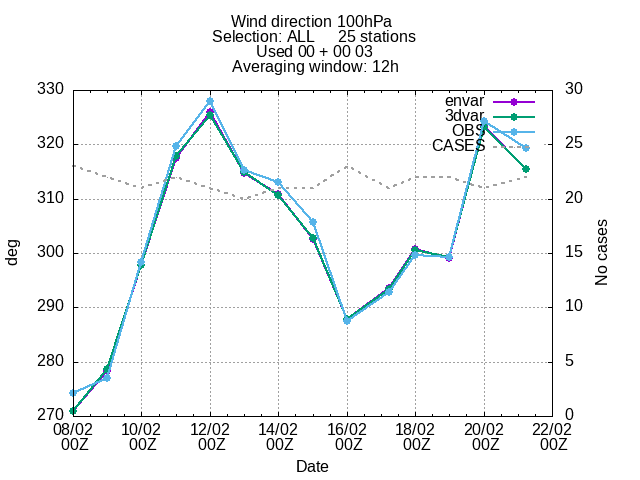 Wind direction 100hPa
Selection: ALL 25 stations
Used 00 + 00 03
Averaging window: 12h
330
320
310
300
290
280
270
30
25
20
15
10
5
0
envar
3dvar
OBS
CASES
deg
No cases
08/02 10/02 12/02 14/02 16/02 18/02 20/02 22/02
00Z 00Z 00Z 00Z 00Z 00Z 00Z 00Z
Date